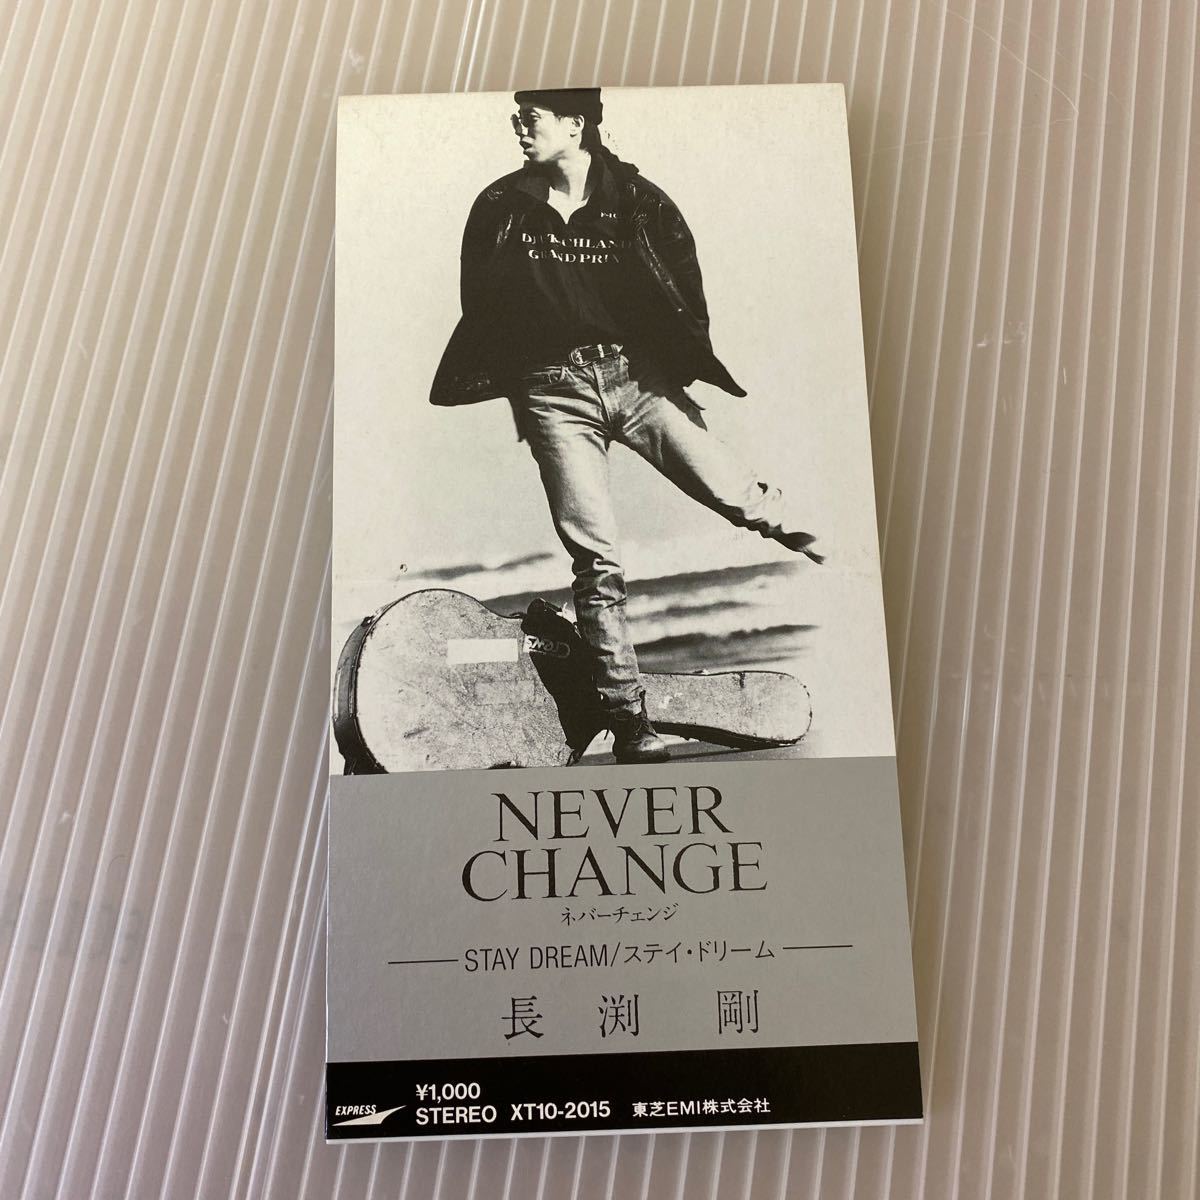 DEUTSCHLAND
GRAND PRIX
NEVER
CHANGE
ネバーチェンジ
STAY DREAM/ステイ・ドリーム
長渕 剛
¥1,000
EXPRESS STEREO XT10-2015 東芝EMI株式会社